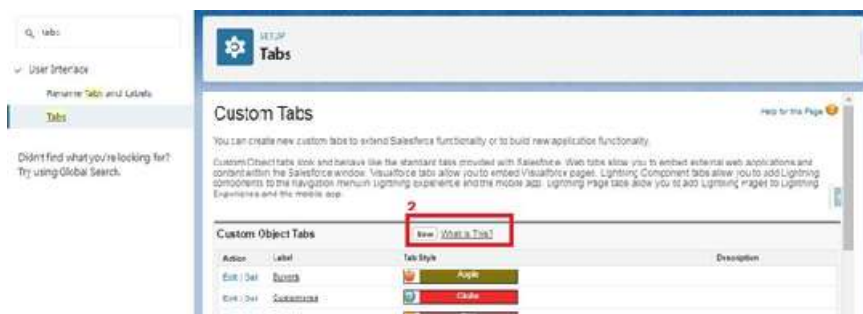 tabs
User Interface
Rename Tabs and Labels
Tabs
Didn't find what you're looking for?
Try using Global Search.
SETUP
Tabs
Custom Tabs
Help for this Page
You can create new custom tabs to extend Salesforce functionality or to build new application functionality.
Custom Object tabs look and behave like the standard tabs provided with Salesforce. Web tabs allow you to embed external web applications and
content within the Salesforce window. Visualforce tabs allow you to embed Visualforce pages. Lightning Component tabs allow you to add Lightning
components to the navigation menu in Lightning Experience and the mobile app. Lightning Page tabs allow you to add Lightning Pages to Lightning
Experience and the mobile app.
2
Custom Object Tabs New What Is This?
Action Label Tab Style Description
Edit | Del Buyers Apple
Edit | Del Customers Globe